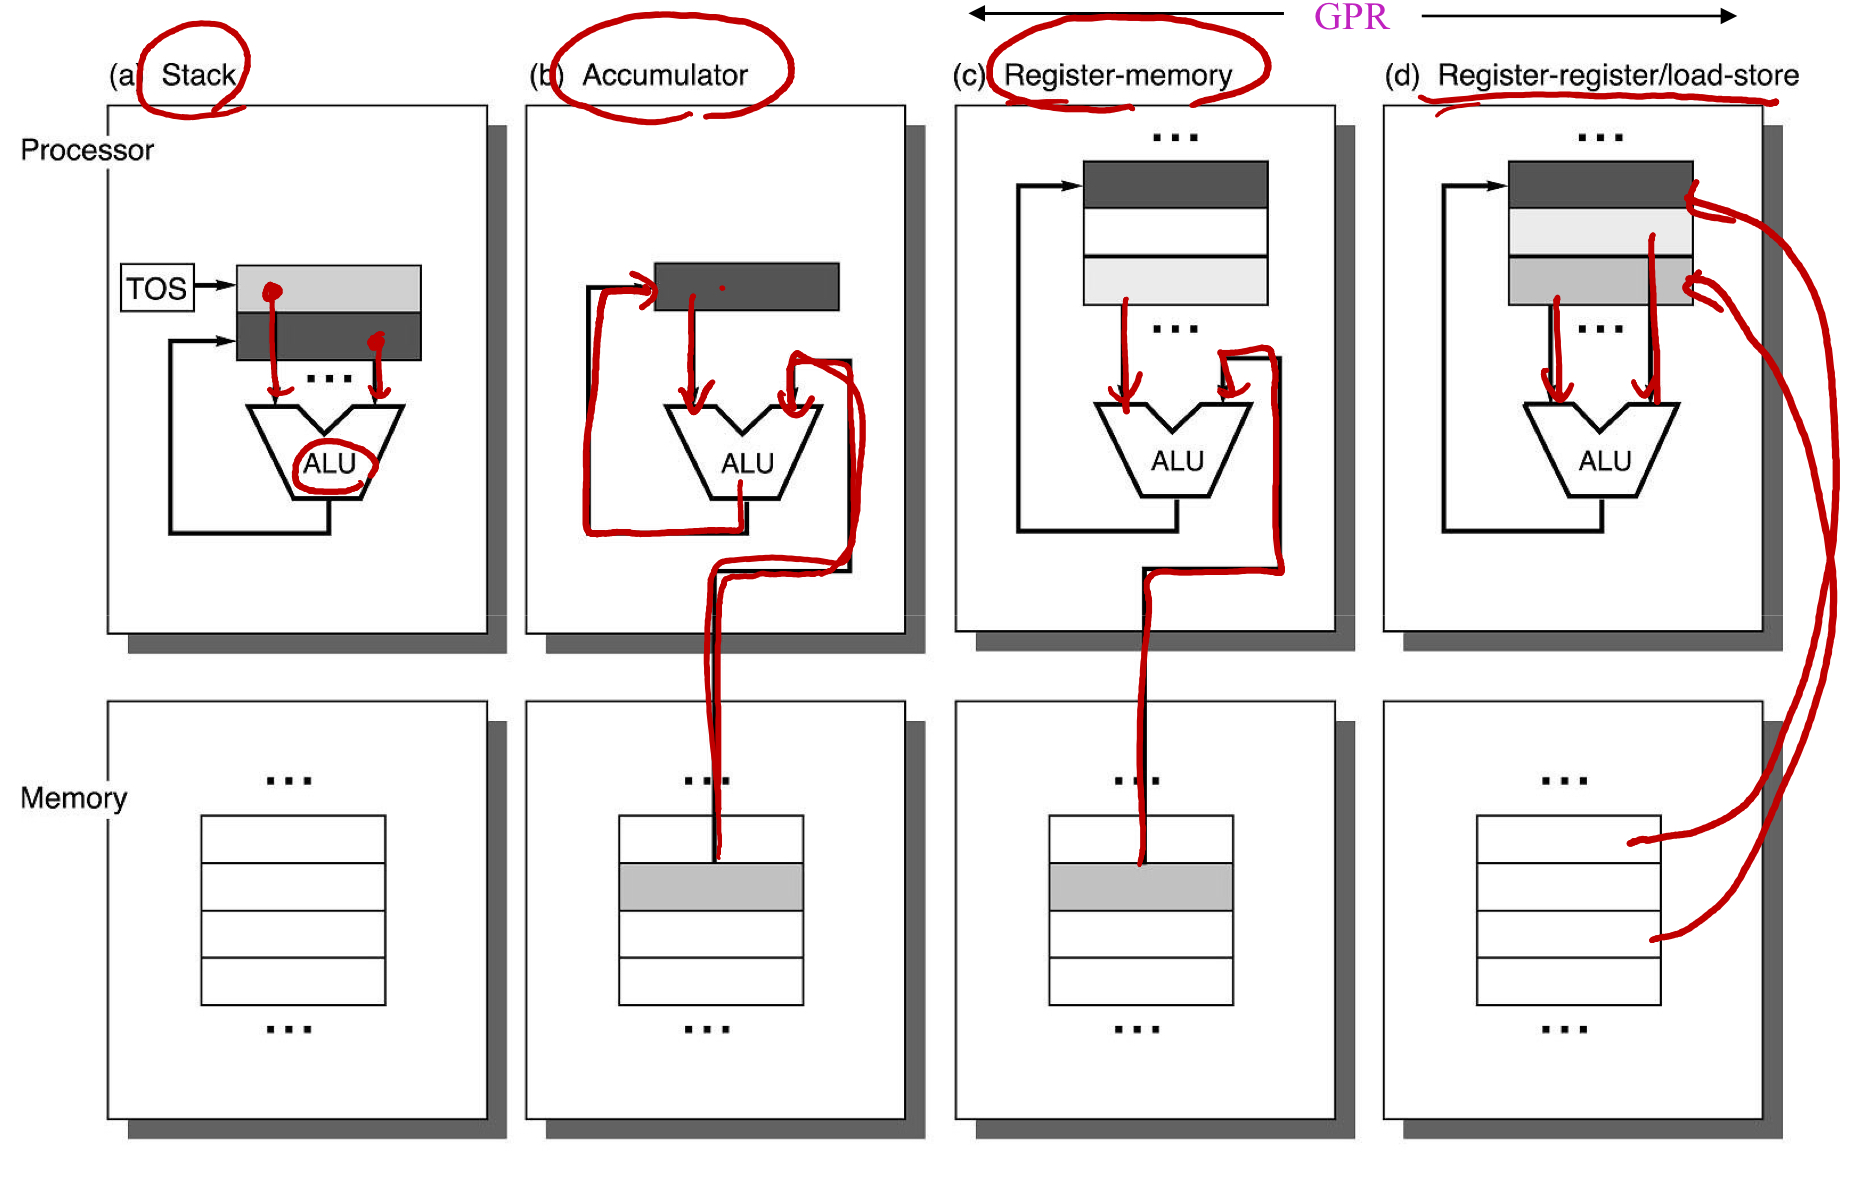 GPR
(a) Stack
(b) Accumulator
(c) Register-memory
(d) Register-register/load-store
Processor
TOS
...
...
...
...
ALU
ALU
ALU
ALU
Memory
...
...
...
...
...
...
...
...